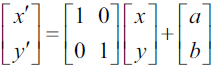 [x′ y′] = [1 0 0 1] [x y] + [a b]